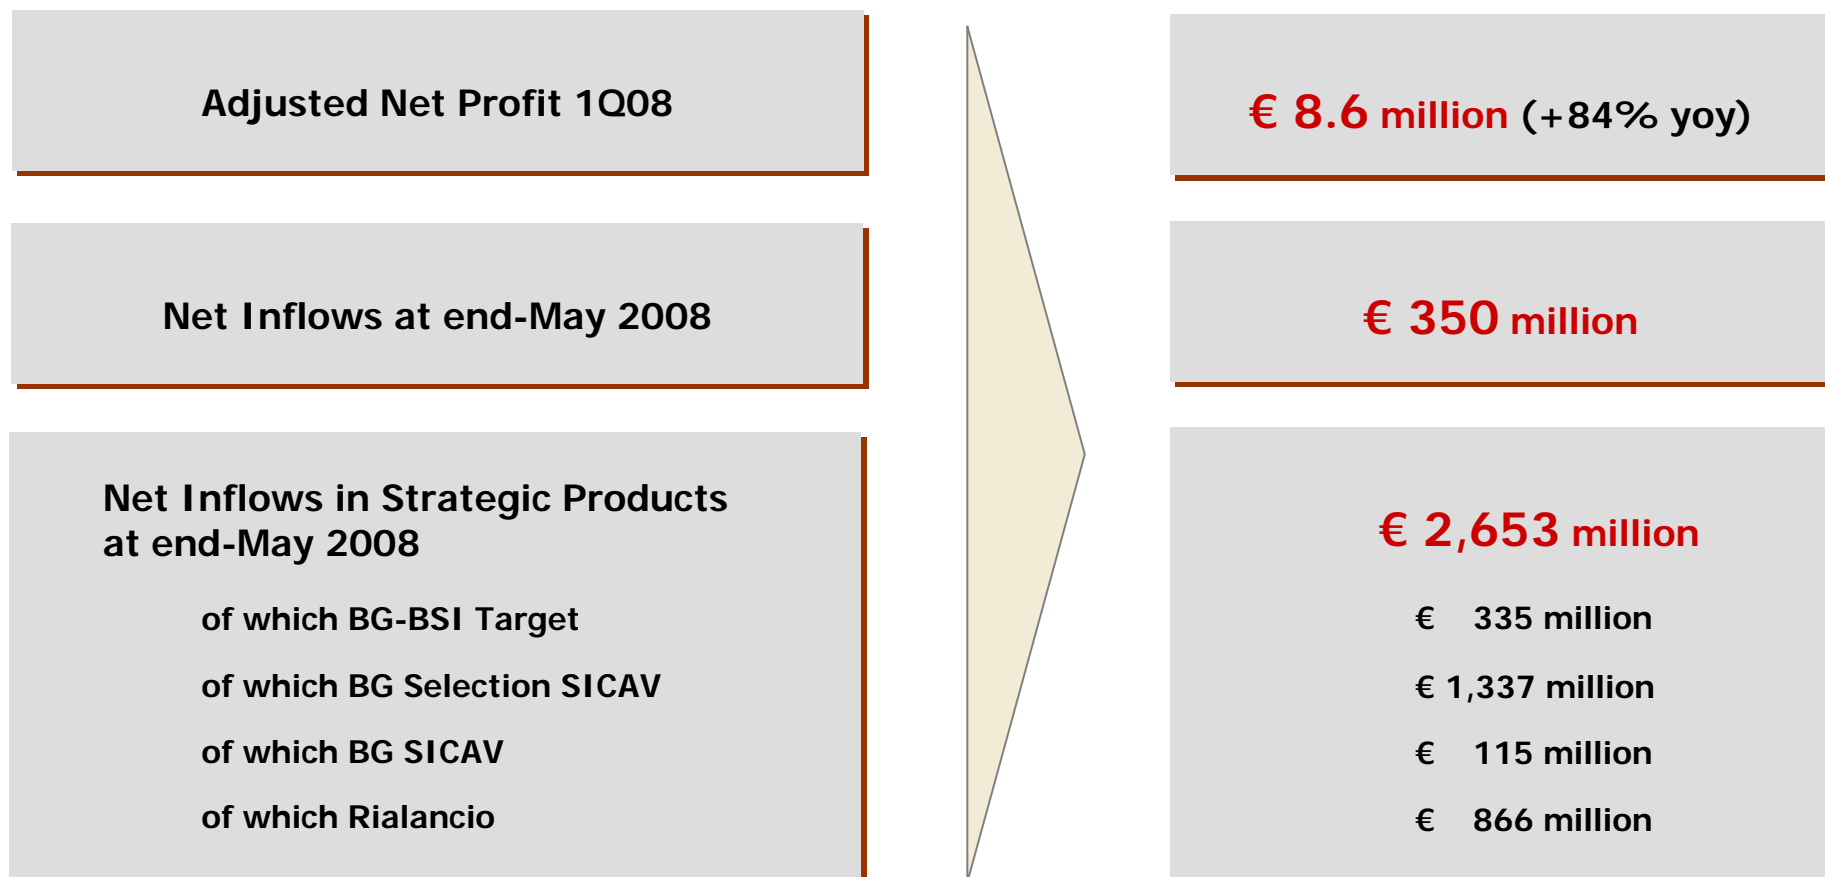 Adjusted Net Profit 1Q08
€ 8.6 million (+84% yoy)
Net Inflows at end-May 2008
€ 350 million
Net Inflows in Strategic Products
at end-May 2008
€ 2,653 million
of which BG-BSI Target
€ 335 million
of which BG Selection SICAV
€ 1,337 million
of which BG SICAV
€ 115 million
of which Rialancio
€ 866 million